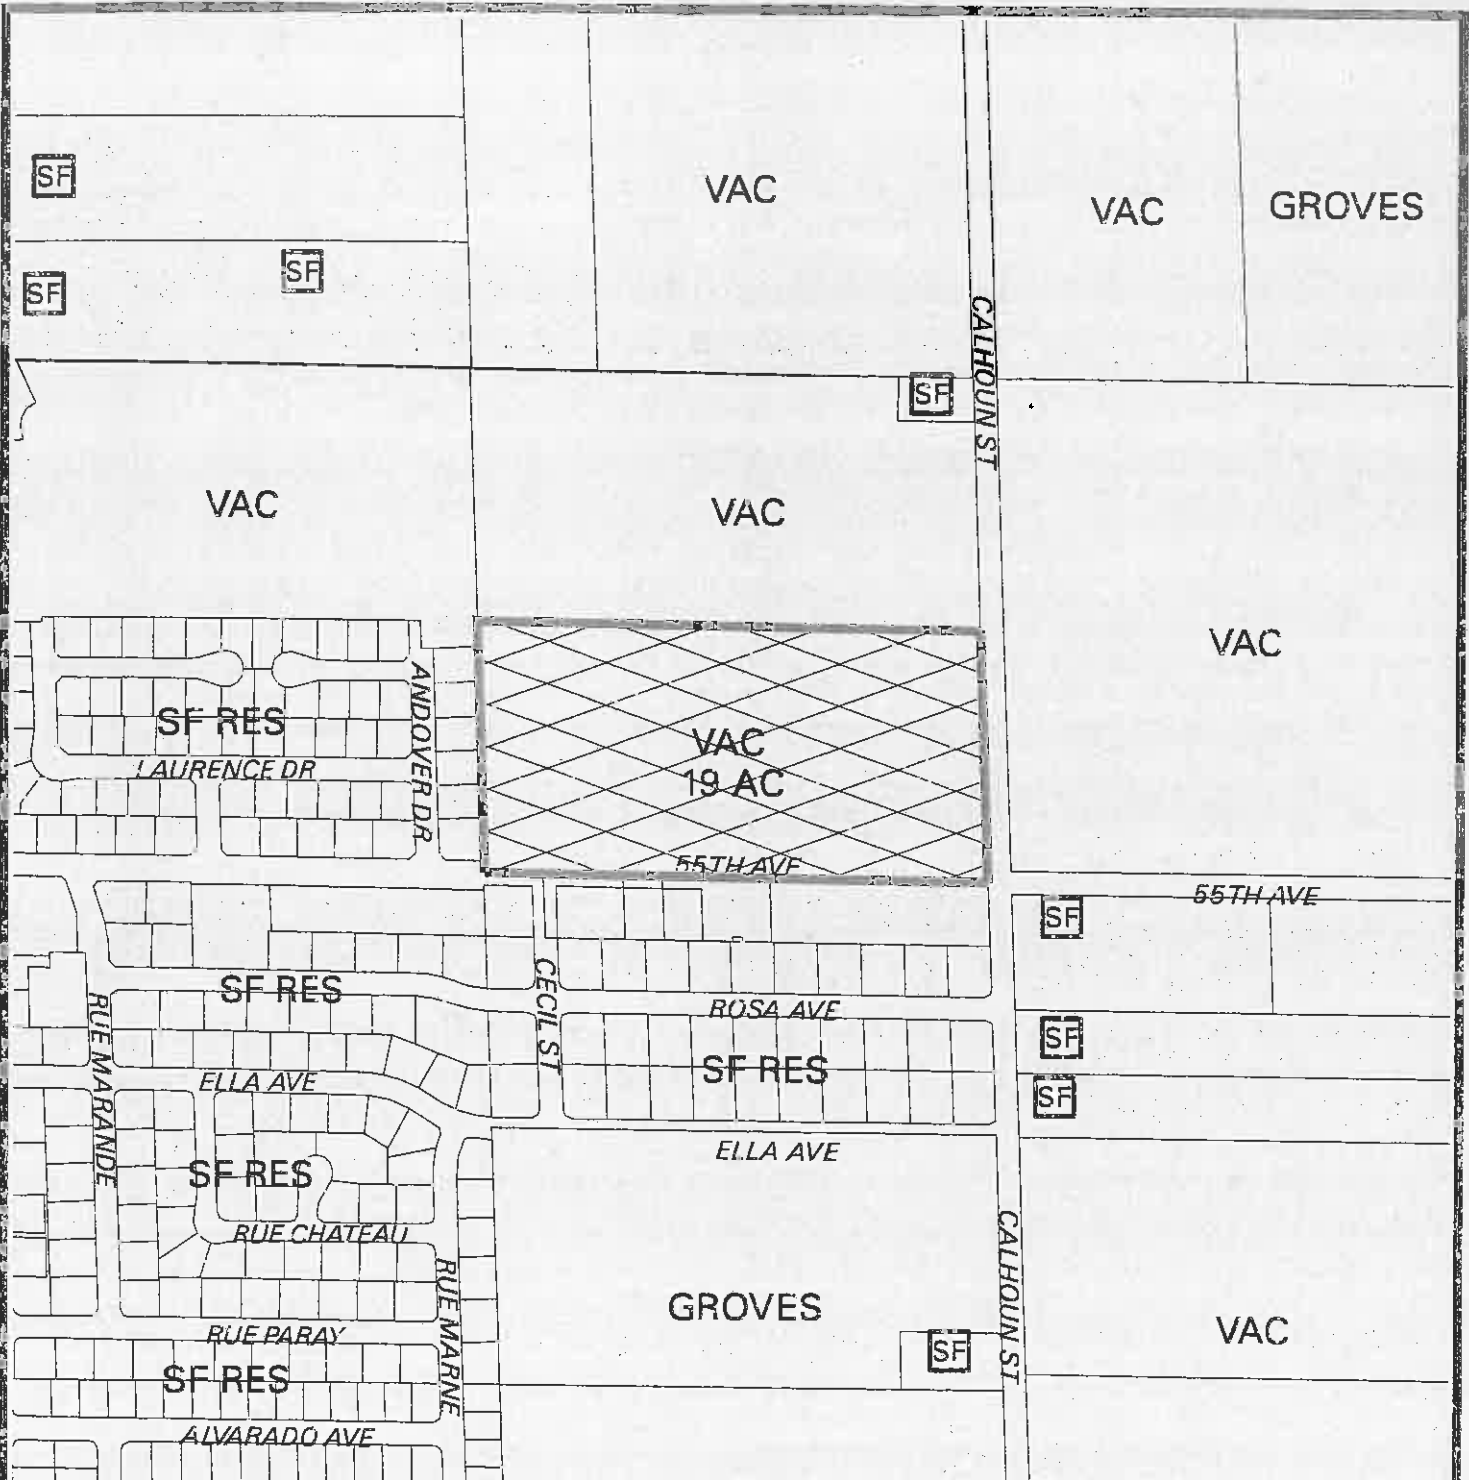 SF
VAC
VAC
GROVES
SF
SF
CALHOUN ST
SF
VAC
VAC
VAC
SF RES
ANDOVER DR
LAURENCE DR
VAC
19 AC
55TH AVE
55TH AVE
SF
SF RES
CECIL ST
ROSA AVE
RUE MARANDE
SF
SF RES
ELLA AVE
SF
ELLA AVE
SF RES
RUE CHATEAU
CALHOUN ST
RUE MARNE
GROVES
VAC
RUE PARAY
SF
SF RES
ALVARADO AVE